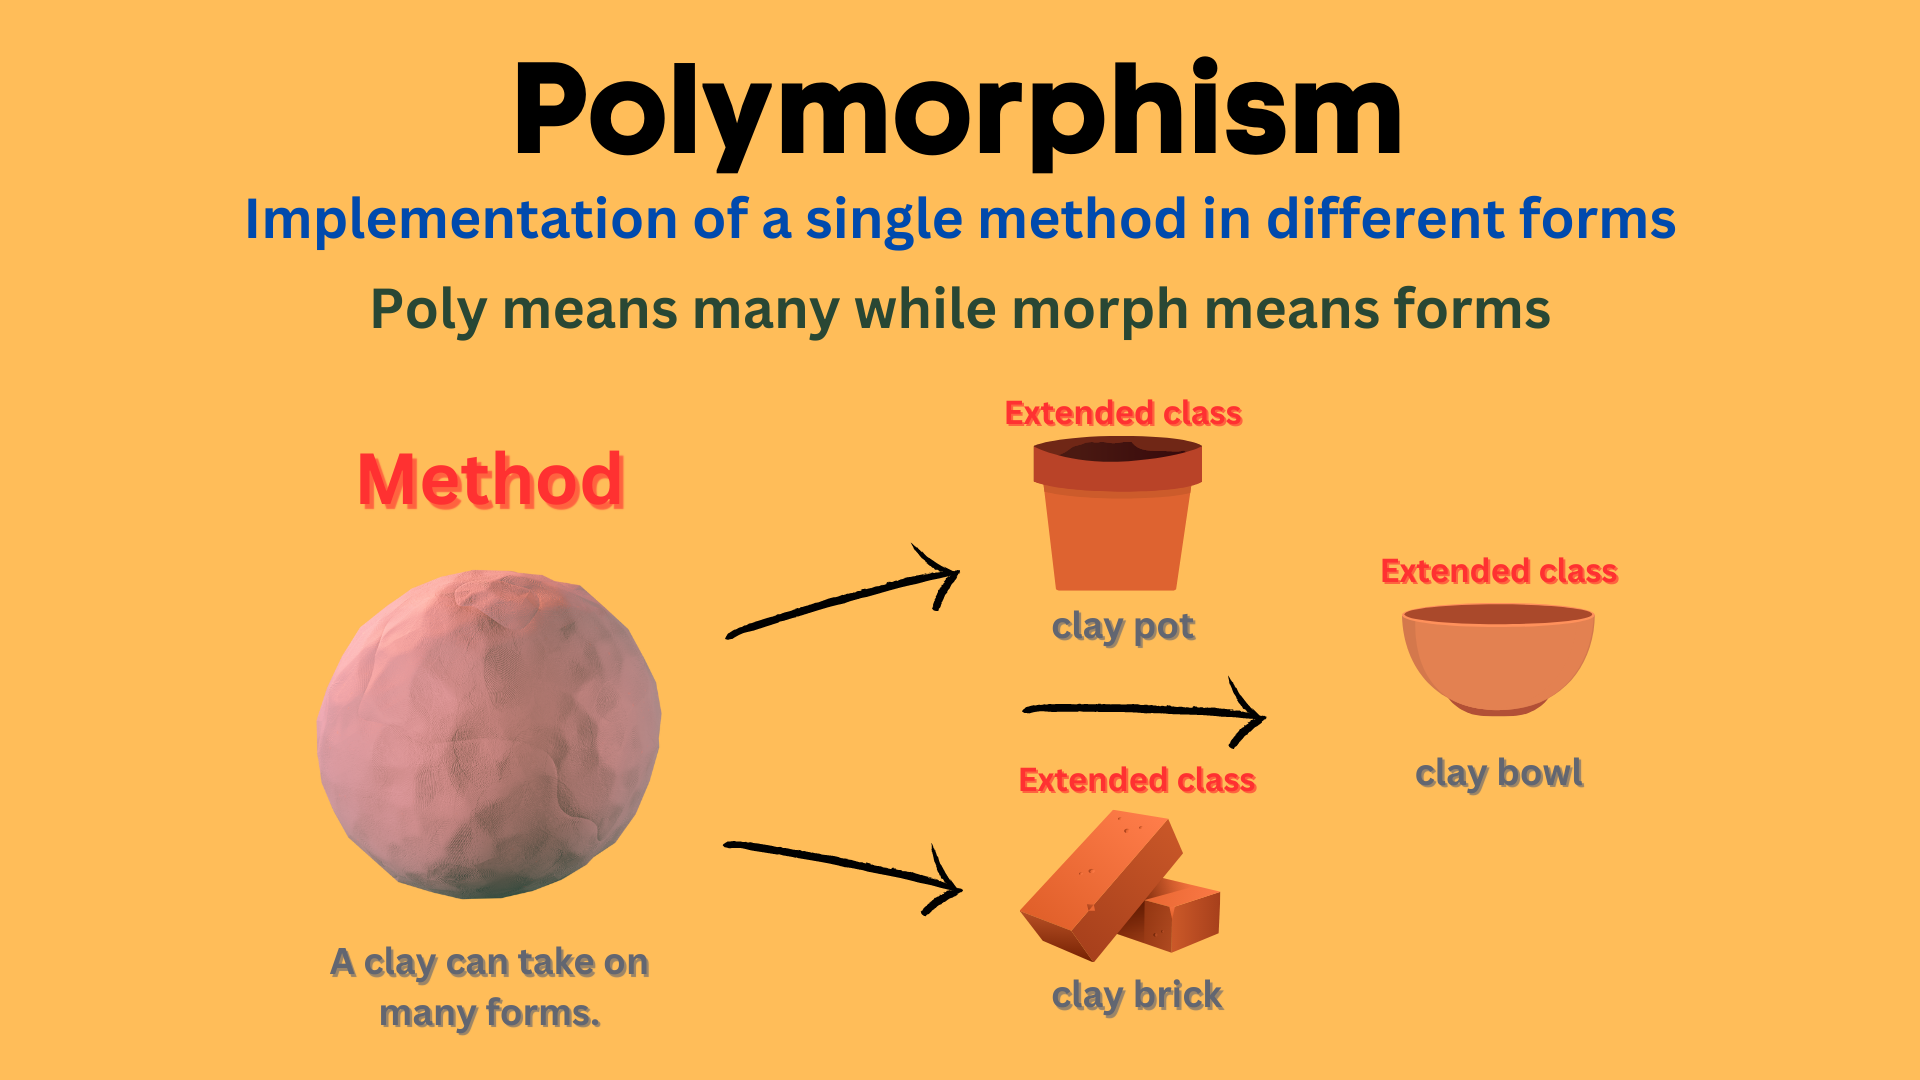 Polymorphism
Implementation of a single method in different forms
Poly means many while morph means forms
Method
A clay can take on
many forms.
Extended class
clay pot
Extended class
clay bowl
Extended class
clay brick